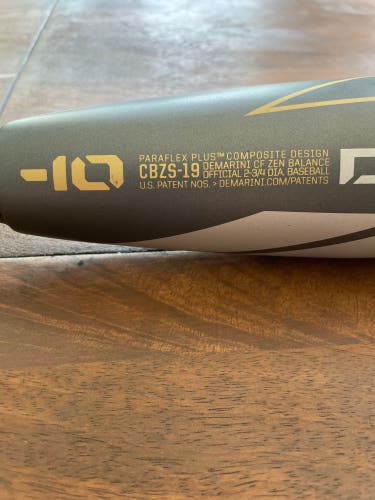 -10
PARAFLEX PLUS™ COMPOSITE DESIGN
CBZS-19 DEMARINI CF ZEN BALANCE
OFFICIAL 2-3/4 DIA. BASEBALL
U.S. PATENT NOS. > DEMARINI.COM/PATENTS